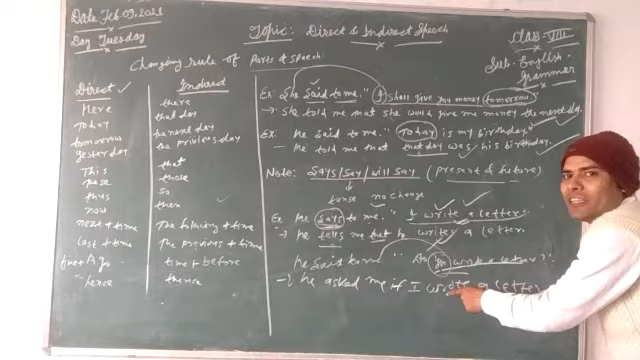 Date Feb 09, 2021
Day Tuesday
Topic: Direct & Indirect Speech
Class-VIII
Sub-English
Grammar
Changing rule of Parts of Speech
Direct
Indirect
Here
there
Today
that day
tomorrow
the next day
yesterday
the previous day
This
that
those
thus
so
now
then
next + time
The following + time
last + time
The previous + time
Ago
time + before
hence
thence
Ex: She said to me. "I shall give you money tomorrow."
→ She told me that she would give me money the next day.
Ex: He said to me. "Today is my birthday."
– He told me that that day was his birthday.
Note: Says/Say/will say (present & future)
tense no change
Ex He says to me. "I write a letter.
→ He tells me that he writes a letter.
He said to me "Do you write a letter?"
→ He asked me if I wrote a letter